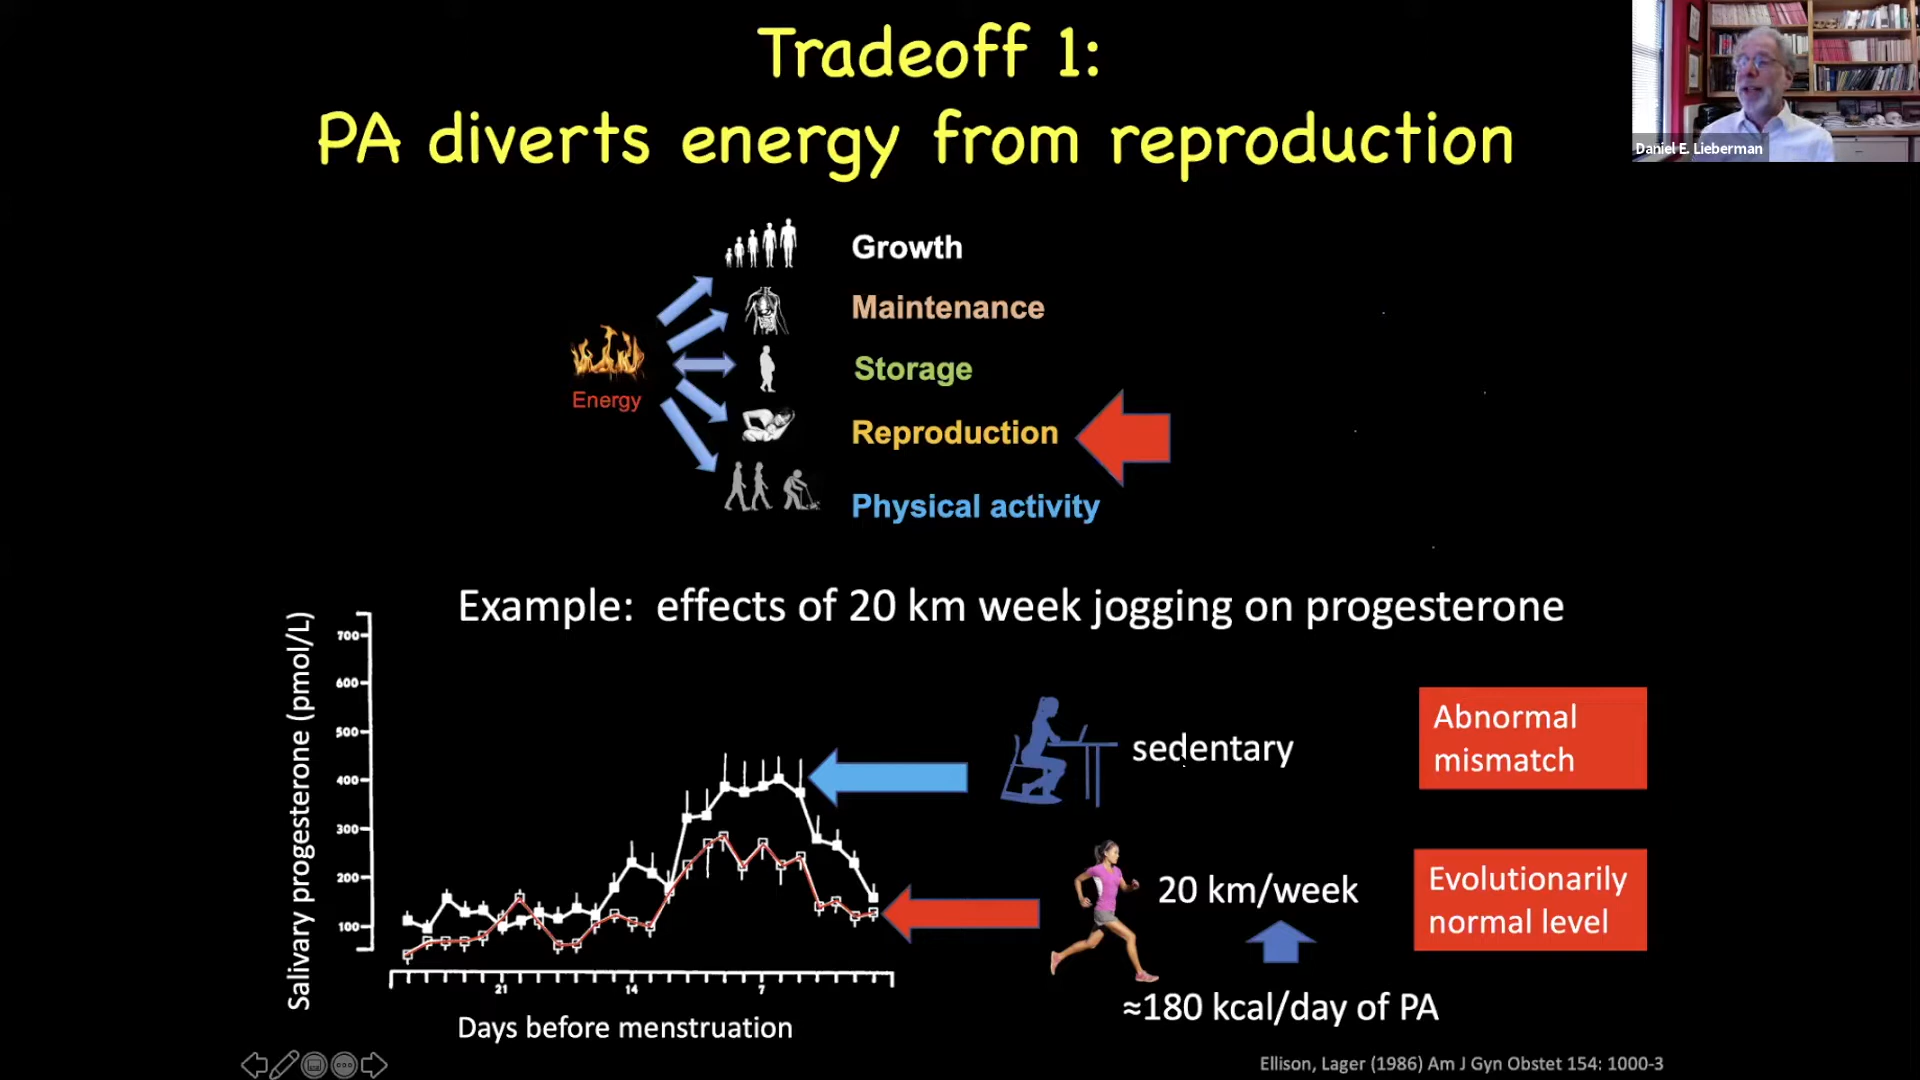 Tradeoff 1:
PA diverts energy from reproduction
Daniel E. Lieberman
Energy
Growth
Maintenance
Storage
Reproduction
Physical activity
Example: effects of 20 km week jogging on progesterone
Salivary progesterone (pmol/L)
700
600
500
400
300
200
100
21
14
7
Days before menstruation
sedentary
Abnormal
mismatch
20 km/week
Evolutionarily
normal level
≈180 kcal/day of PA
Ellison, Lager (1986) Am J Gyn Obstet 154: 1000-3